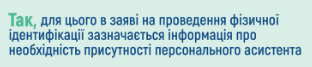 Так, для цього в заяві на проведення фізичної
ідентифікації зазначається інформація про
необхідність присутності персонального асистента